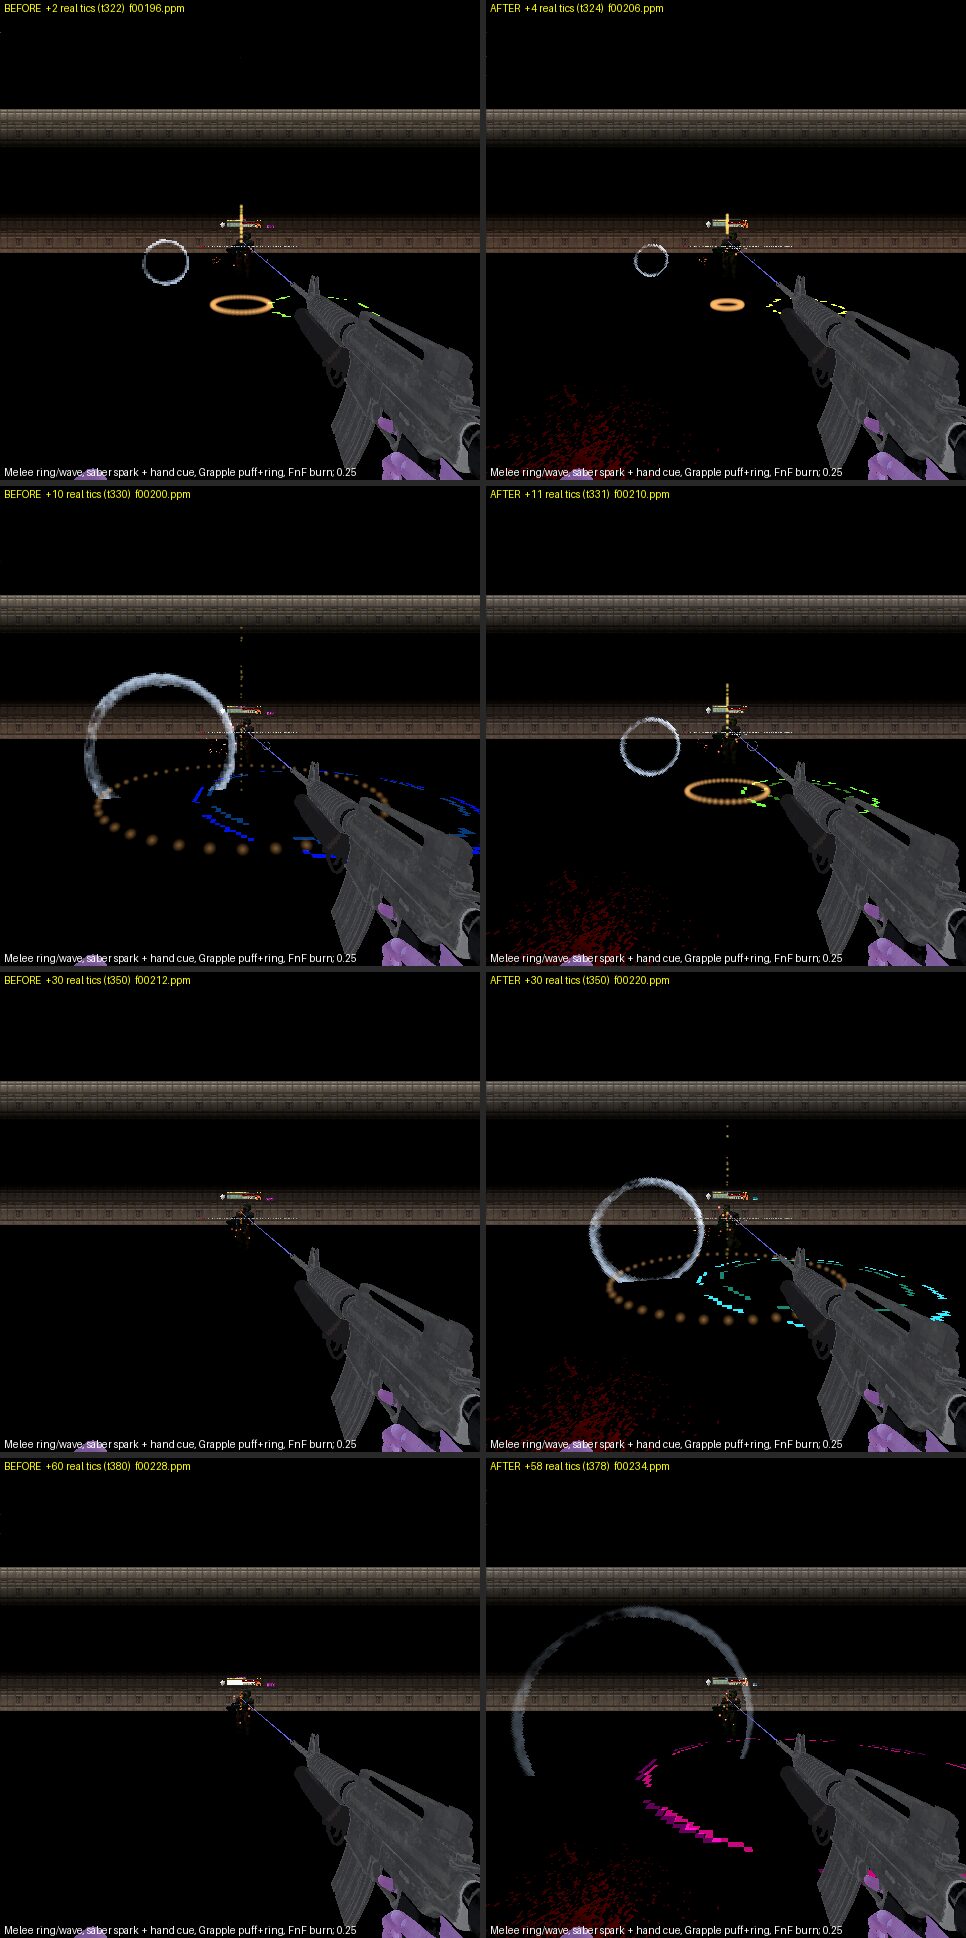 BEFORE +2 real tics (t322) f00196.ppm
AFTER +4 real tics (t324) f00206.ppm
Melee ring/wave, saber spark + hand cue, Grapple puff+ring, FnF burn; 0.25
Melee ring/wave, saber spark + hand cue, Grapple puff+ring, FnF burn; 0.25
BEFORE +10 real tics (t330) f00200.ppm
AFTER +11 real tics (t331) f00210.ppm
Melee ring/wave, saber spark + hand cue, Grapple puff+ring, FnF burn; 0.25
Melee ring/wave, saber spark + hand cue, Grapple puff+ring, FnF burn; 0.25
BEFORE +30 real tics (t350) f00212.ppm
AFTER +30 real tics (t350) f00220.ppm
Melee ring/wave, saber spark + hand cue, Grapple puff+ring, FnF burn; 0.25
Melee ring/wave, saber spark + hand cue, Grapple puff+ring, FnF burn; 0.25
BEFORE +60 real tics (t380) f00228.ppm
AFTER +58 real tics (t378) f00234.ppm
Melee ring/wave, saber spark + hand cue, Grapple puff+ring, FnF burn; 0.25
Melee ring/wave, saber spark + hand cue, Grapple puff+ring, FnF burn; 0.25